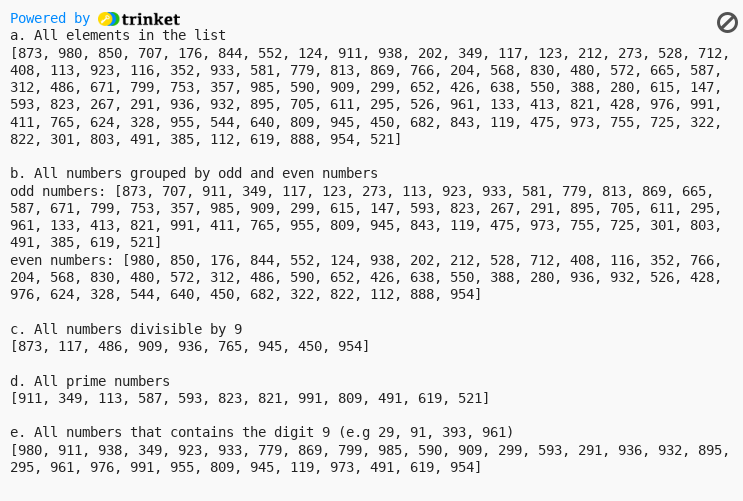 Powered by trinket
a. All elements in the list
[873, 980, 850, 707, 176, 844, 552, 124, 911, 938, 202, 349, 117, 123, 212, 273, 528, 712,
408, 113, 923, 116, 352, 933, 581, 779, 813, 869, 766, 204, 568, 830, 480, 572, 665, 587,
312, 486, 671, 799, 753, 357, 985, 590, 909, 299, 652, 426, 638, 550, 388, 280, 615, 147,
593, 823, 267, 291, 936, 932, 895, 705, 611, 295, 526, 961, 133, 413, 821, 428, 976, 991,
411, 765, 624, 328, 955, 544, 640, 809, 945, 450, 682, 843, 119, 475, 973, 755, 725, 322,
822, 301, 803, 491, 385, 112, 619, 888, 954, 521]
b. All numbers grouped by odd and even numbers
odd numbers: [873, 707, 911, 349, 117, 123, 273, 113, 923, 933, 581, 779, 813, 869, 665,
587, 671, 799, 753, 357, 985, 909, 299, 615, 147, 593, 823, 267, 291, 895, 705, 611, 295,
961, 133, 413, 821, 991, 411, 765, 955, 809, 945, 843, 119, 475, 973, 755, 725, 301, 803,
491, 385, 619, 521]
even numbers: [980, 850, 176, 844, 552, 124, 938, 202, 212, 528, 712, 408, 116, 352, 766,
204, 568, 830, 480, 572, 312, 486, 590, 652, 426, 638, 550, 388, 280, 936, 932, 526, 428,
976, 624, 328, 544, 640, 450, 682, 322, 822, 112, 888, 954]
c. All numbers divisible by 9
[873, 117, 486, 909, 936, 765, 945, 450, 954]
d. All prime numbers
[911, 349, 113, 587, 593, 823, 821, 991, 809, 491, 619, 521]
e. All numbers that contains the digit 9 (e.g 29, 91, 393, 961)
[980, 911, 938, 349, 923, 933, 779, 869, 799, 985, 590, 909, 299, 593, 291, 936, 932, 895,
295, 961, 976, 991, 955, 809, 945, 119, 973, 491, 619, 954]